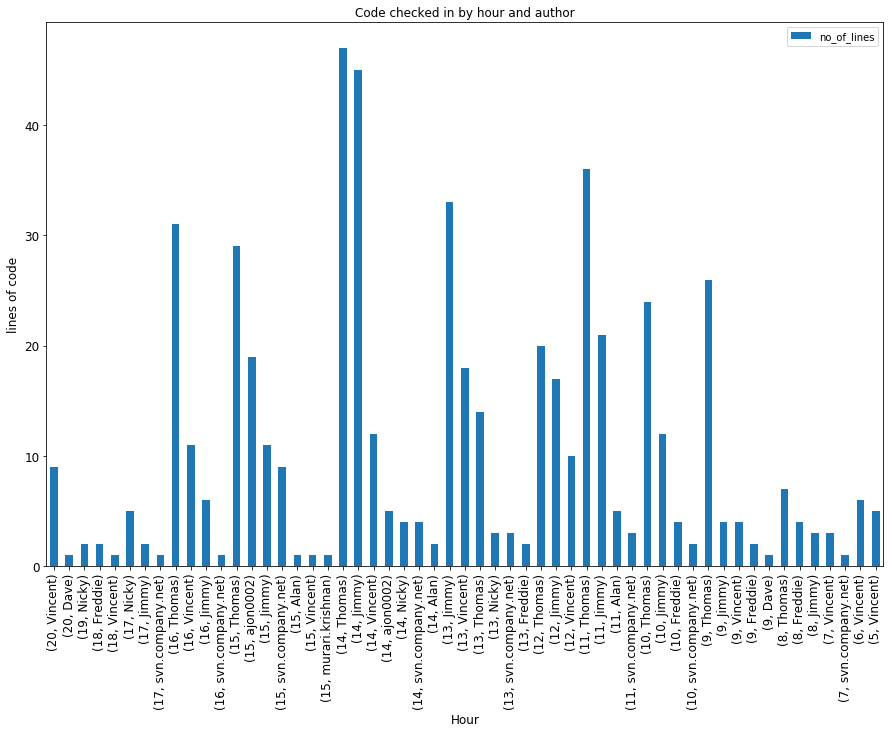 Code checked in by hour and author
no_of_lines
lines of code
40
30
20
10
0
(20, Vincent)
(20, Dave)
(19, Nicky)
(18, Freddie)
(18, Vincent)
(17, Nicky)
(17, Jimmy)
(17, svn.company.net)
(16, Thomas)
(16, Vincent)
(16, Jimmy)
(16, svn.company.net)
(15, Thomas)
(15, ajon0002)
(15, Jimmy)
(15, svn.company.net)
(15, Alan)
(15, Vincent)
(15, murari.krishnan)
(14, Thomas)
(14, Jimmy)
(14, Vincent)
(14, ajon0002)
(14, Nicky)
(14, svn.company.net)
(14, Alan)
(13, Jimmy)
(13, Vincent)
(13, Thomas)
(13, Nicky)
(13, svn.company.net)
(13, Freddie)
(12, Thomas)
(12, Jimmy)
(12, Vincent)
(11, Thomas)
(11, Jimmy)
(11, Alan)
(11, svn.company.net)
(10, Thomas)
(10, Jimmy)
(10, Freddie)
(10, svn.company.net)
(9, Thomas)
(9, Jimmy)
(9, Vincent)
(9, Freddie)
(9, Dave)
(8, Thomas)
(8, Freddie)
(8, Jimmy)
(7, Vincent)
(7, svn.company.net)
(6, Vincent)
(5, Vincent)
Hour